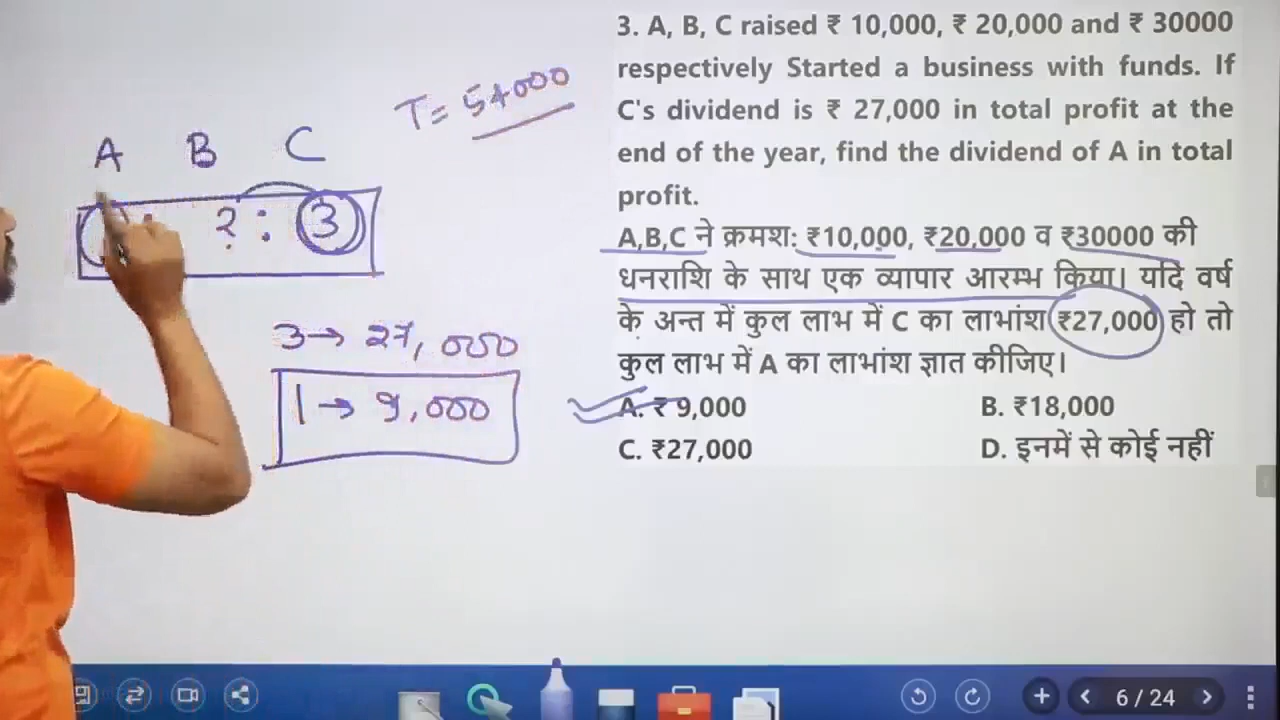 3. A, B, C raised ₹ 10,000, ₹ 20,000 and ₹ 30000
respectively Started a business with funds. If
C's dividend is ₹ 27,000 in total profit at the
end of the year, find the dividend of A in total
profit.
A,B,C ने क्रमश: ₹10,000, ₹20,000 व ₹30000 की
धनराशि के साथ एक व्यापार आरम्भ किया। यदि वर्ष
के अन्त में कुल लाभ में C का लाभांश ₹27,000 हो तो
कुल लाभ में A का लाभांश ज्ञात कीजिए।
A. ₹ 9,000 B. ₹18,000
C. ₹27,000 D. इनमें से कोई नहीं
T= 54000
A B C
2 : 3
3→ 27,000
1→ 9,000
6 / 24